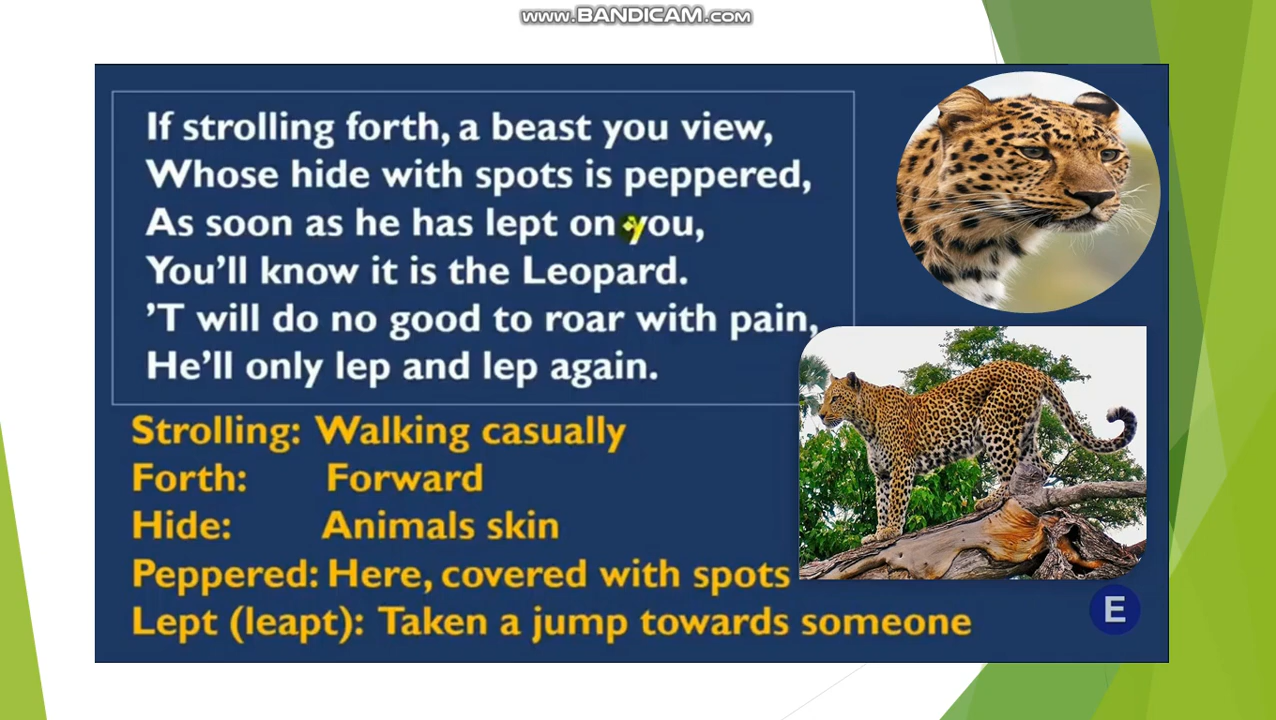 www.BANDICAM.com
If strolling forth, a beast you view,
Whose hide with spots is peppered,
As soon as he has lept on you,
You’ll know it is the Leopard.
’T will do no good to roar with pain,
He’ll only lep and lep again.
Strolling: Walking casually
Forth: Forward
Hide: Animals skin
Peppered: Here, covered with spots
Lept (leapt): Taken a jump towards someone
E